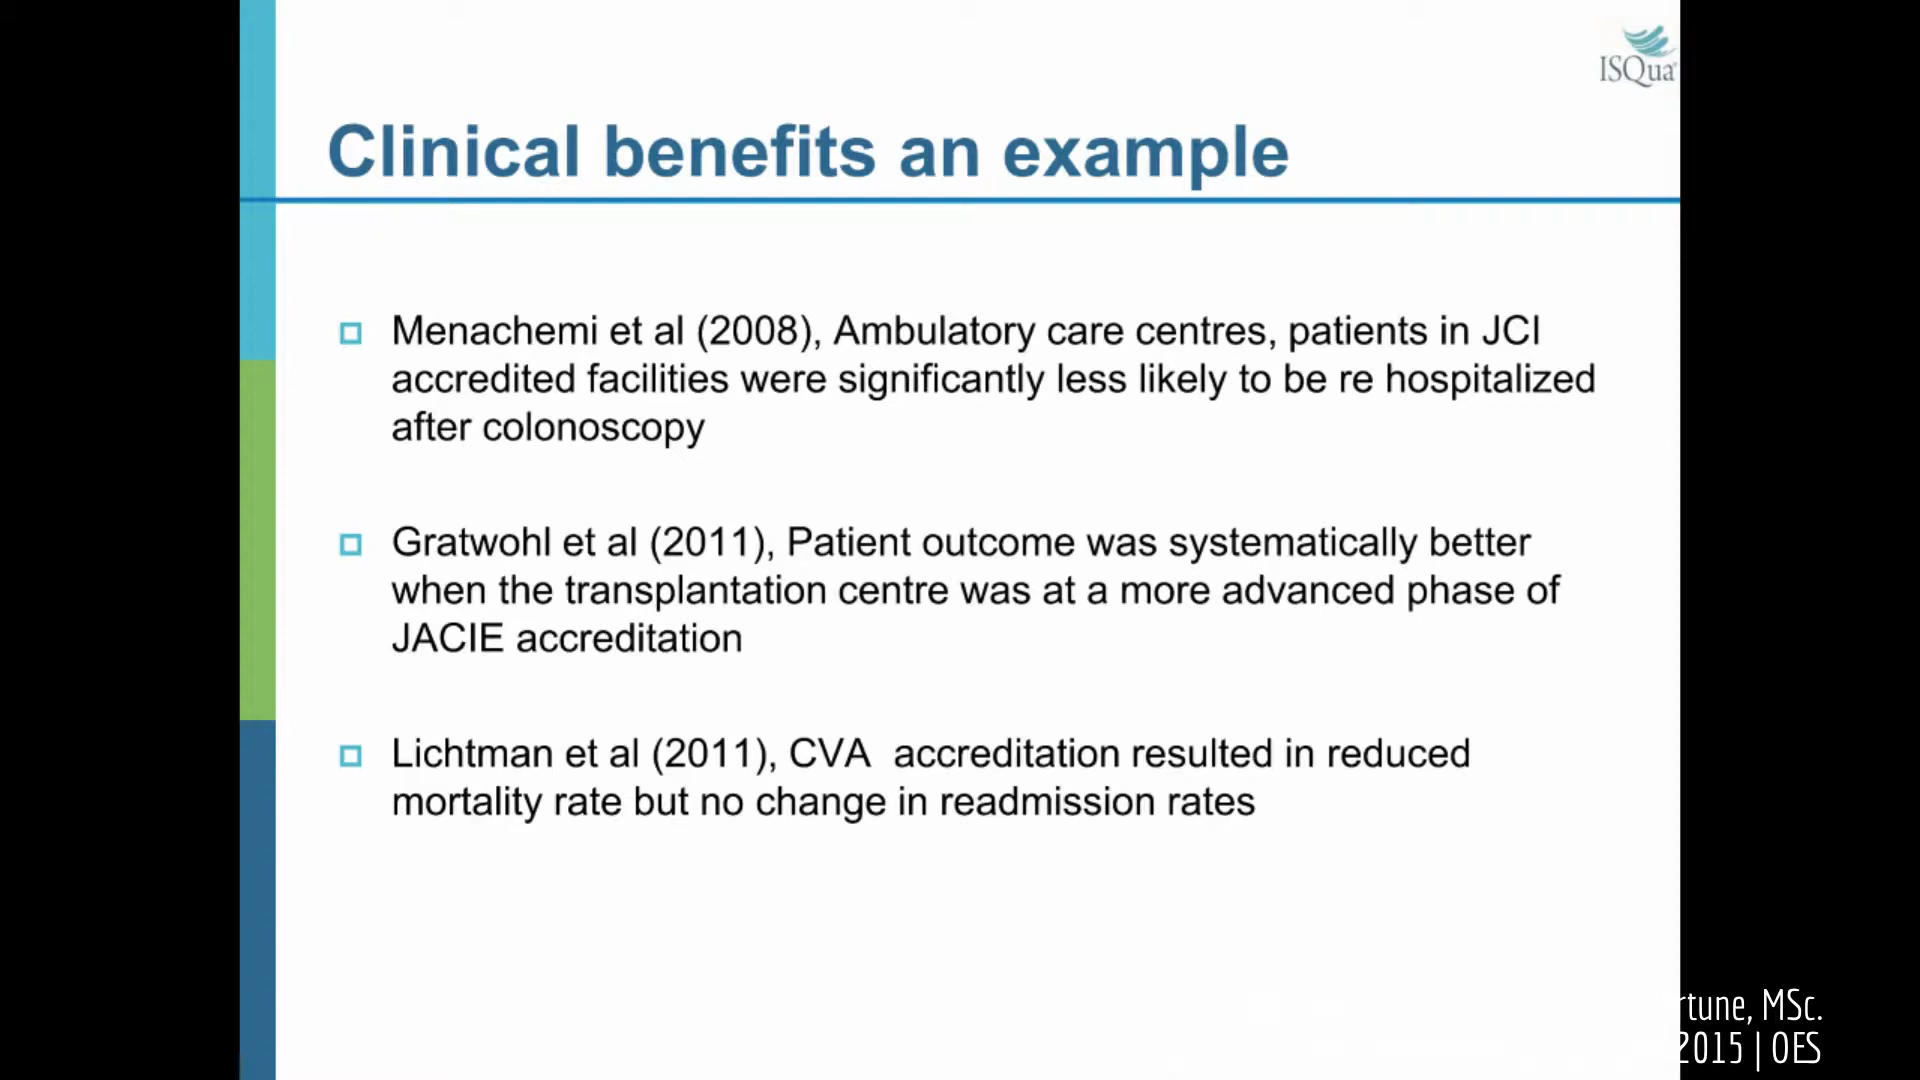 ISQua
Clinical benefits an example
Menachemi et al (2008), Ambulatory care centres, patients in JCI
accredited facilities were significantly less likely to be re hospitalized
after colonoscopy
Gratwohl et al (2011), Patient outcome was systematically better
when the transplantation centre was at a more advanced phase of
JACIE accreditation
Lichtman et al (2011), CVA  accreditation resulted in reduced
mortality rate but no change in readmission rates
MSc.
2015 | OES